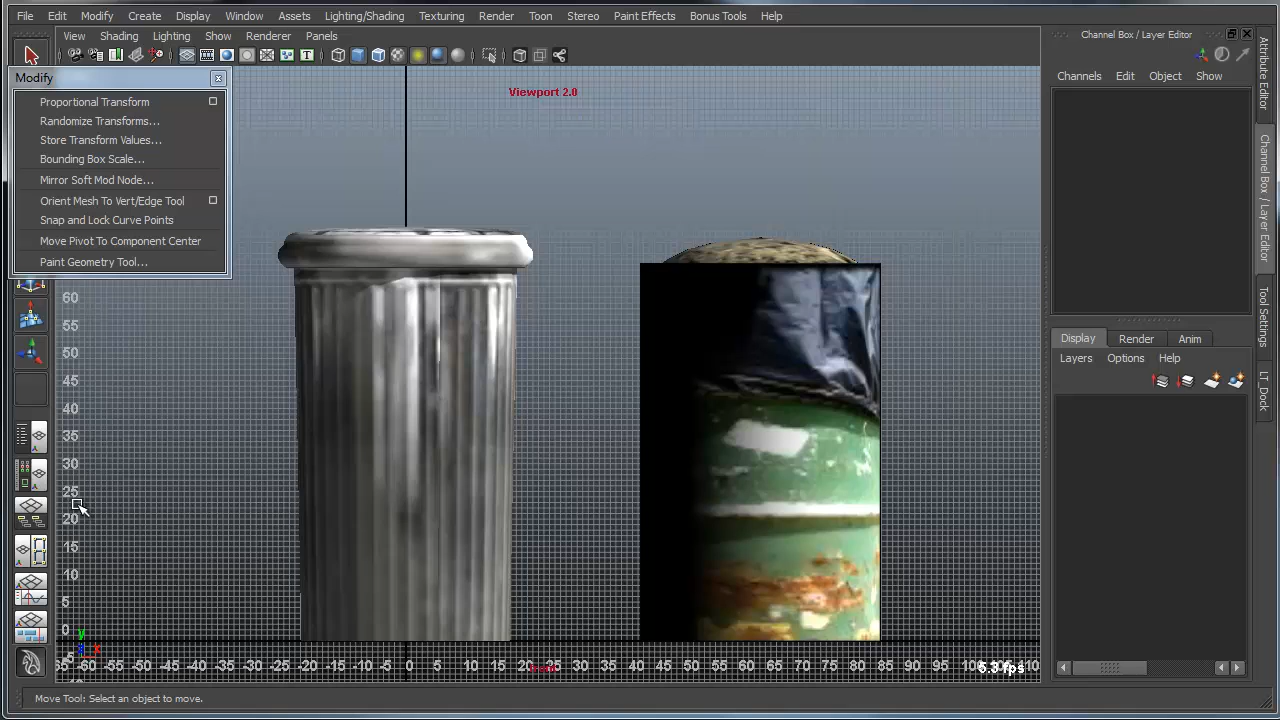 File Edit Modify Create Display Window Assets Lighting/Shading Texturing Render Toon Stereo Paint Effects Bonus Tools Help
View Shading Lighting Show Renderer Panels
Channel Box / Layer Editor
Channels Edit Object Show
Modify
Proportional Transform
Randomize Transforms...
Store Transform Values...
Bounding Box Scale...
Mirror Soft Mod Node...
Orient Mesh To Vert/Edge Tool
Snap and Lock Curve Points
Move Pivot To Component Center
Paint Geometry Tool...
Viewport 2.0
60
55
50
45
40
35
30
25
20
15
10
5
0
y
x
-5
-60 -55 -50 -45 -40 -35 -30 -25 -20 -15 -10 -5 0 5 10 15 20 25 30 35 40 45 50 55 60 65 70 75 80 85 90 95
front
Display Render Anim
Layers Options Help
Attribute Editor
Channel Box / Layer Editor
Tool Settings
LT_Dock
Move Tool: Select an object to move.